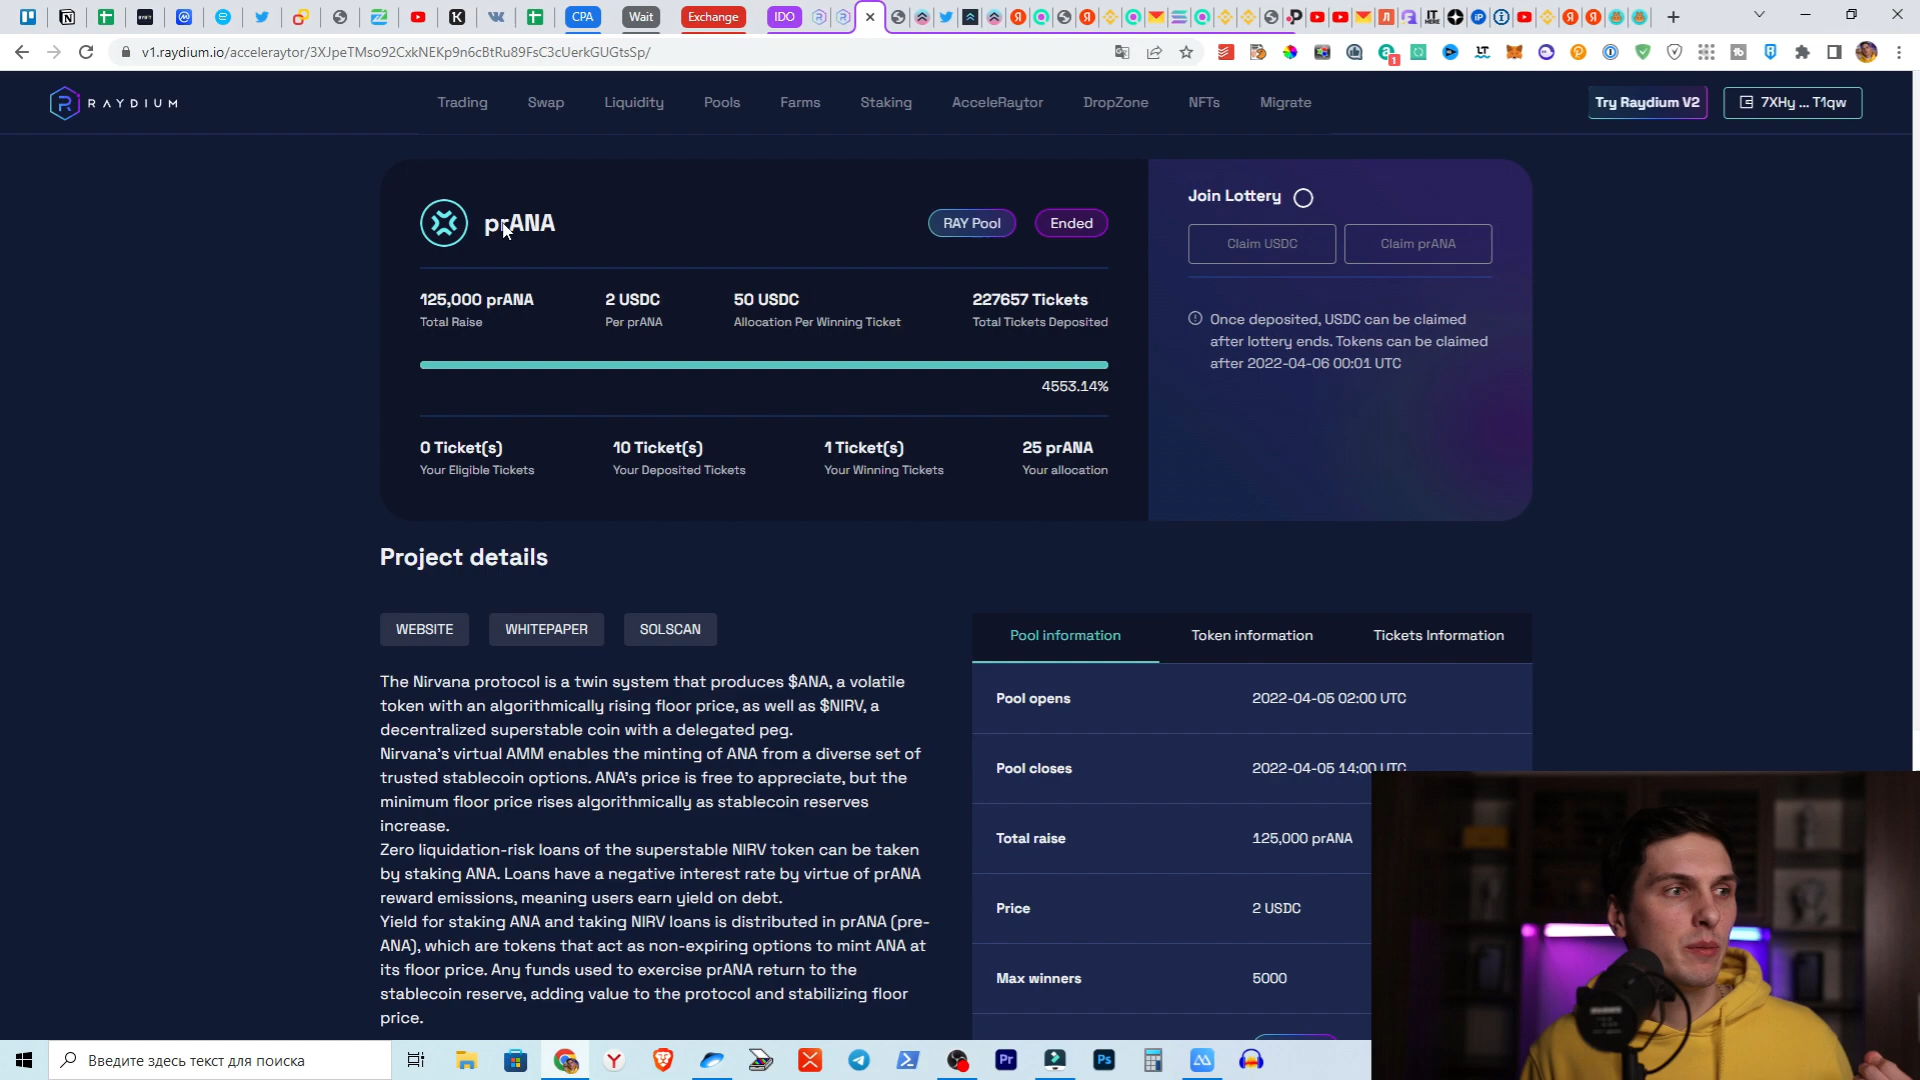 CPA
Wait
Exchange
IDO
v1.raydium.io/acceleraytor/3XJpeTMso92CxkNEKp9n6cBtRu89FsC3cUerkGUGtsSp/
RAYDIUM
Trading
Swap
Liquidity
Pools
Farms
Staking
AcceleRaytor
DropZone
NFTs
Migrate
Try Raydium V2
7XHy ... T1qw
prANA
RAY Pool
Ended
125,000 prANA
Total Raise
2 USDC
Per prANA
50 USDC
Allocation Per Winning Ticket
227657 Tickets
Total Tickets Deposited
4553.14%
0 Ticket(s)
Your Eligible Tickets
10 Ticket(s)
Your Deposited Tickets
1 Ticket(s)
Your Winning Tickets
25 prANA
Your allocation
Join Lottery
Claim USDC
Claim prANA
Once deposited, USDC can be claimed
after lottery ends. Tokens can be claimed
after 2022-04-06 00:01 UTC
Project details
WEBSITE
WHITEPAPER
SOLSCAN
The Nirvana protocol is a twin system that produces $ANA, a volatile
token with an algorithmically rising floor price, as well as $NIRV, a
decentralized superstable coin with a delegated peg.
Nirvana's virtual AMM enables the minting of ANA from a diverse set of
trusted stablecoin options. ANA's price is free to appreciate, but the
minimum floor price rises algorithmically as stablecoin reserves
increase.
Zero liquidation-risk loans of the superstable NIRV token can be taken
by staking ANA. Loans have a negative interest rate by virtue of prANA
reward emissions, meaning users earn yield on debt.
Yield for staking ANA and taking NIRV loans is distributed in prANA (pre-
ANA), which are tokens that act as non-expiring options to mint ANA at
its floor price. Any funds used to exercise prANA return to the
stablecoin reserve, adding value to the protocol and stabilizing floor
price.
Pool information
Token information
Tickets Information
Pool opens
2022-04-05 02:00 UTC
Pool closes
2022-04-05 14:00 UTC
Total raise
125,000 prANA
Price
2 USDC
Max winners
5000
Введите здесь текст для поиска
Pr
Ps